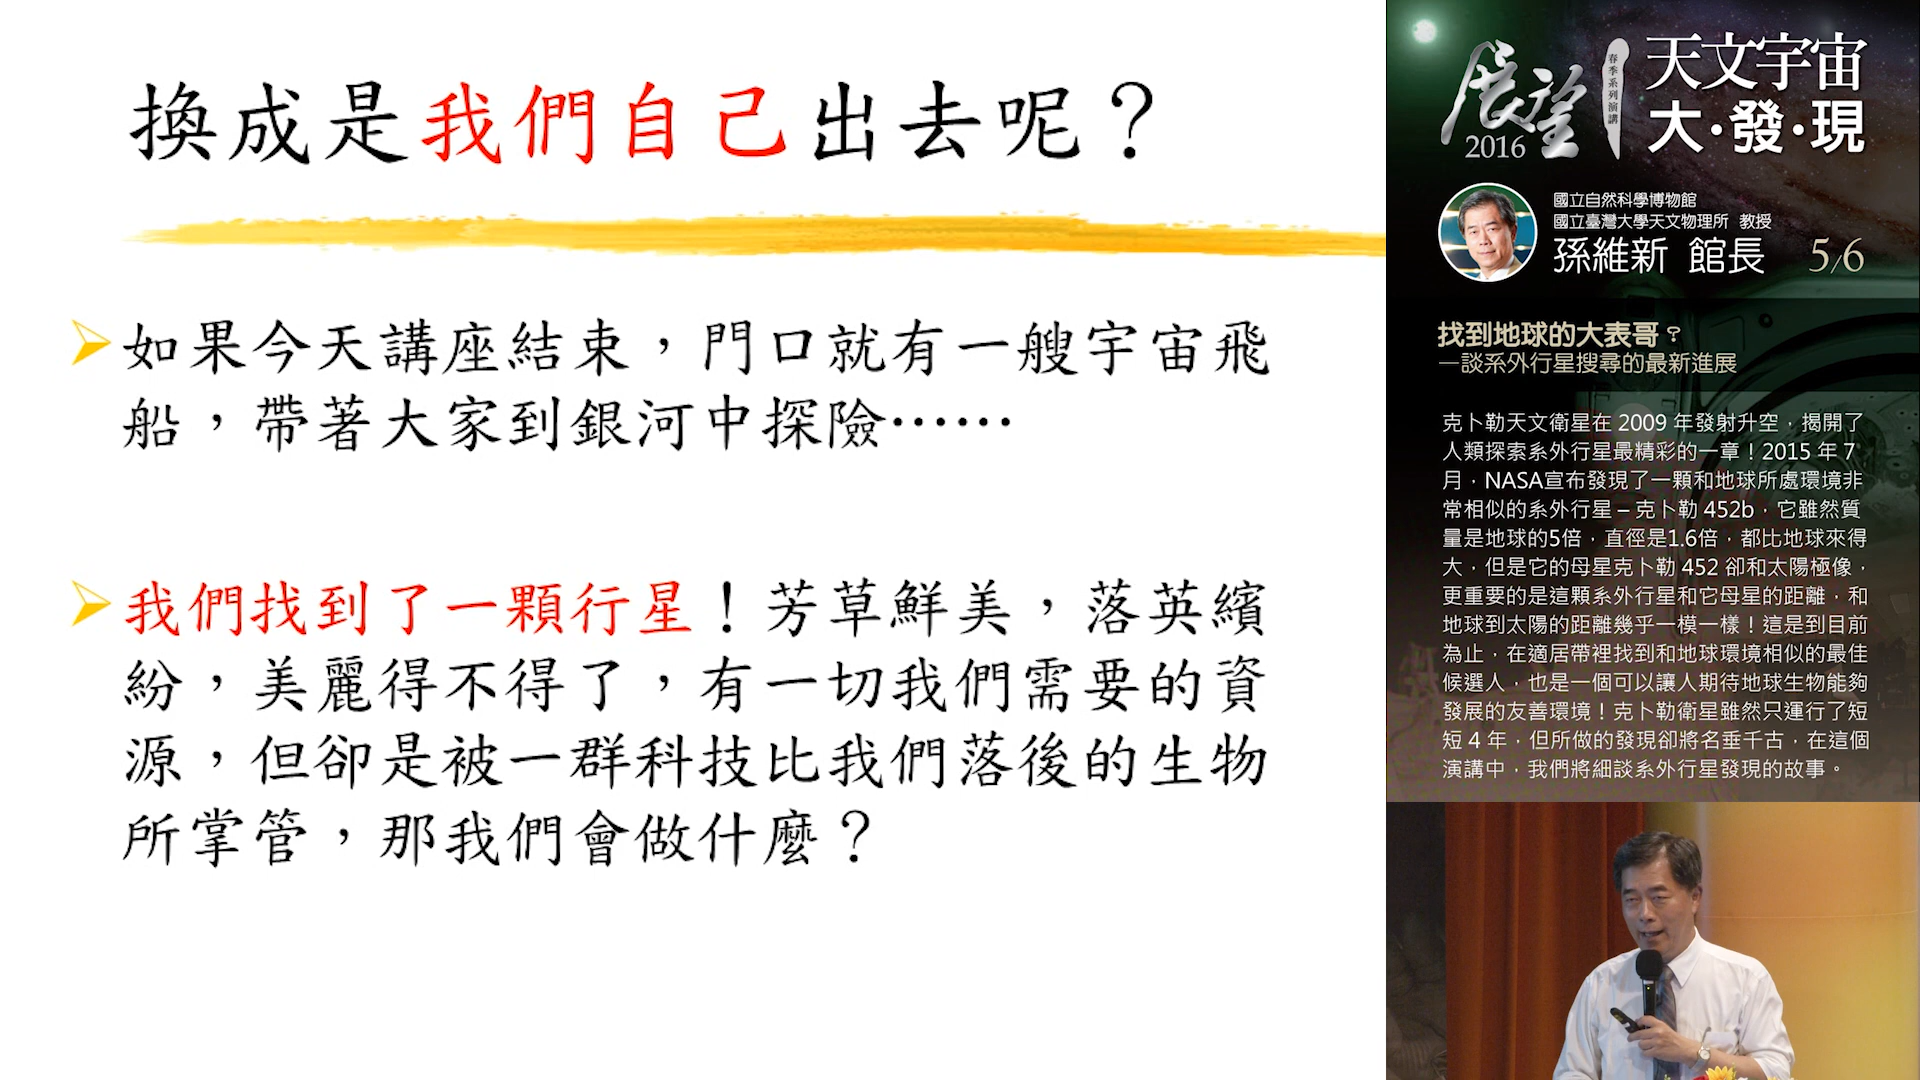 換成是我們自己出去呢？
如果今天講座結束，門口就有一艘宇宙飛
船，帶著大家到銀河中探險……
我們找到了一顆行星！芳草鮮美，落英繽
紛，美麗得不得了，有一切我們需要的資
源，但卻是被一群科技比我們落後的生物
所掌管，那我們會做什麼？
展望
2016
春季系列演講
天文宇宙
大·發·現
國立自然科學博物館
國立臺灣大學天文物理所 教授
孫維新 館長 5/6
找到地球的大表哥？
—談系外行星搜尋的最新進展
克卜勒天文衛星在 2009 年發射升空，揭開了
人類探索系外行星最精彩的一章！2015 年 7
月，NASA宣布發現了一顆和地球所處環境非
常相似的系外行星 – 克卜勒 452b，它雖然質
量是地球的5倍，直徑是1.6倍，都比地球來得
大，但是它的母星克卜勒 452 卻和太陽極像，
更重要的是這顆系外行星和它母星的距離，和
地球到太陽的距離幾乎一模一樣！這是到目前
為止，在適居帶裡找到和地球環境相似的最佳
候選人，也是一個可以讓人期待地球生物能夠
發展的友善環境！克卜勒衛星雖然只運行了短
短 4 年，但所做的發現卻將名垂千古，在這個
演講中，我們將細談系外行星發現的故事。